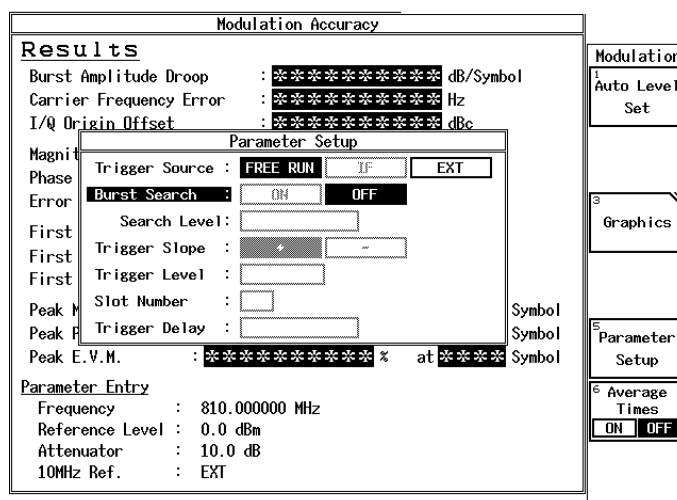 Modulation Accuracy
Results
Burst Amplitude Droop : ********** dB/Symbol
Carrier Frequency Error : ********** Hz
I/Q Origin Offset : ********** dBc
Parameter Setup
Magnit
Phase
Error
First
First
First
Trigger Source : FREE RUN IF EXT
Burst Search : ON OFF
Search Level:
Trigger Slope : + -
Trigger Level :
Slot Number :
Trigger Delay :
Peak M Symbol
Peak P Symbol
Peak E.V.M. : ********** % at **** Symbol
Parameter Entry
Frequency : 810.000000 MHz
Reference Level : 0.0 dBm
Attenuator : 10.0 dB
10MHz Ref. : EXT
Modulation
1
Auto Level
Set
3
Graphics
5
Parameter
Setup
6 Average
Times
ON OFF